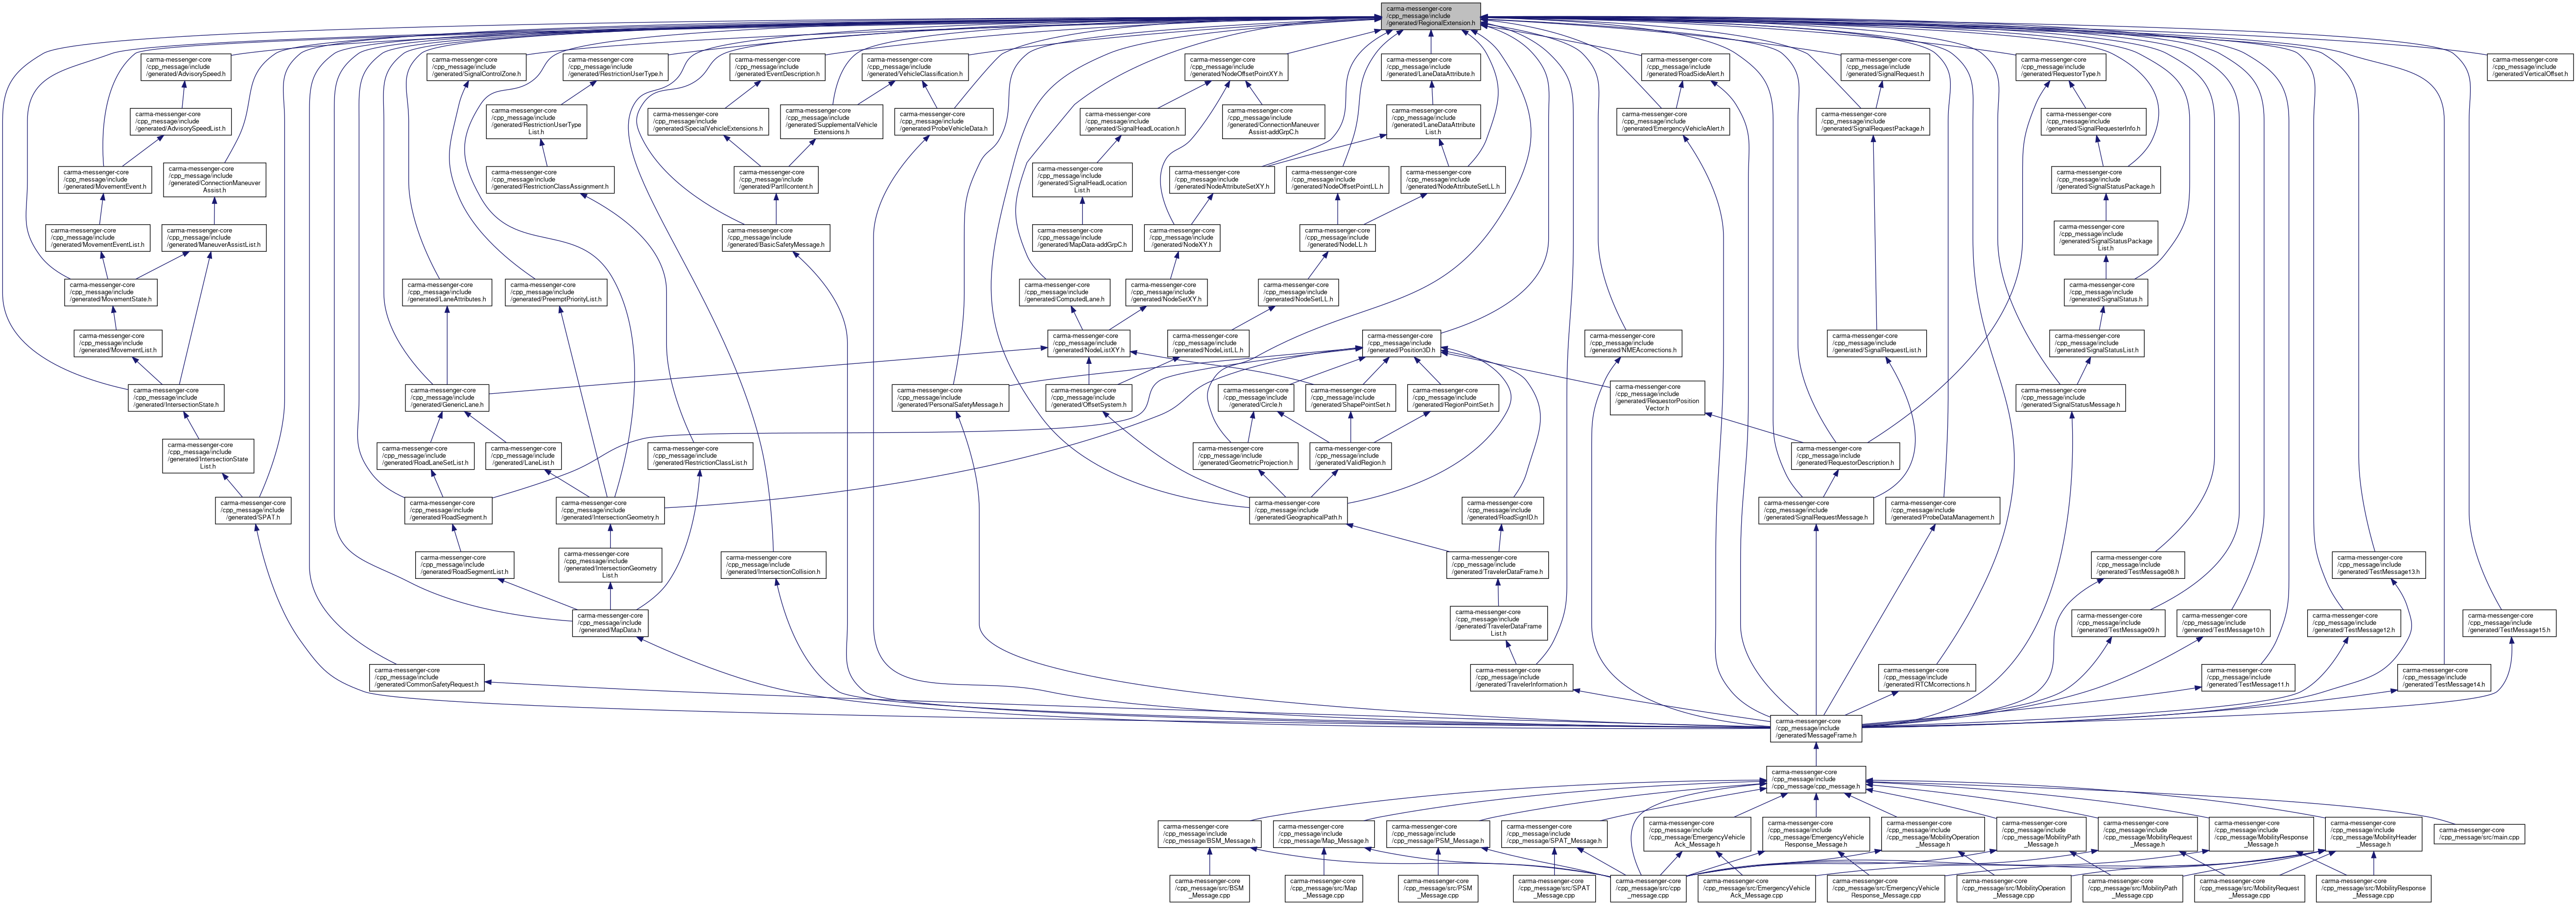 carma-messenger-core
/cpp_message/include
/generated/RegionalExtension.h
carma-messenger-core
/cpp_message/include
/generated/AdvisorySpeed.h
carma-messenger-core
/cpp_message/include
/generated/SignalControlZone.h
carma-messenger-core
/cpp_message/include
/generated/RestrictionUserType.h
carma-messenger-core
/cpp_message/include
/generated/EventDescription.h
carma-messenger-core
/cpp_message/include
/generated/VehicleClassification.h
carma-messenger-core
/cpp_message/include
/generated/NodeOffsetPointXY.h
carma-messenger-core
/cpp_message/include
/generated/LaneDataAttribute.h
carma-messenger-core
/cpp_message/include
/generated/RoadSideAlert.h
carma-messenger-core
/cpp_message/include
/generated/SignalRequest.h
carma-messenger-core
/cpp_message/include
/generated/RequestorType.h
carma-messenger-core
/cpp_message/include
/generated/VerticalOffset.h
carma-messenger-core
/cpp_message/include
/generated/AdvisorySpeedList.h
carma-messenger-core
/cpp_message/include
/generated/RestrictionUserType
List.h
carma-messenger-core
/cpp_message/include
/generated/SpecialVehicleExtensions.h
carma-messenger-core
/cpp_message/include
/generated/SupplementalVehicle
Extensions.h
carma-messenger-core
/cpp_message/include
/generated/ProbeVehicleData.h
carma-messenger-core
/cpp_message/include
/generated/SignalHeadLocation.h
carma-messenger-core
/cpp_message/include
/generated/ConnectionManeuver
Assist-addGrpC.h
carma-messenger-core
/cpp_message/include
/generated/LaneDataAttribute
List.h
carma-messenger-core
/cpp_message/include
/generated/EmergencyVehicleAlert.h
carma-messenger-core
/cpp_message/include
/generated/SignalRequestPackage.h
carma-messenger-core
/cpp_message/include
/generated/SignalRequesterInfo.h
carma-messenger-core
/cpp_message/include
/generated/MovementEvent.h
carma-messenger-core
/cpp_message/include
/generated/ConnectionManeuver
Assist.h
carma-messenger-core
/cpp_message/include
/generated/RestrictionClassAssignment.h
carma-messenger-core
/cpp_message/include
/generated/PartIIcontent.h
carma-messenger-core
/cpp_message/include
/generated/SignalHeadLocation
List.h
carma-messenger-core
/cpp_message/include
/generated/NodeAttributeSetXY.h
carma-messenger-core
/cpp_message/include
/generated/NodeOffsetPointLL.h
carma-messenger-core
/cpp_message/include
/generated/NodeAttributeSetLL.h
carma-messenger-core
/cpp_message/include
/generated/SignalStatusPackage.h
carma-messenger-core
/cpp_message/include
/generated/MovementEventList.h
carma-messenger-core
/cpp_message/include
/generated/ManeuverAssistList.h
carma-messenger-core
/cpp_message/include
/generated/BasicSafetyMessage.h
carma-messenger-core
/cpp_message/include
/generated/MapData-addGrpC.h
carma-messenger-core
/cpp_message/include
/generated/NodeXY.h
carma-messenger-core
/cpp_message/include
/generated/NodeLL.h
carma-messenger-core
/cpp_message/include
/generated/SignalStatusPackage
List.h
carma-messenger-core
/cpp_message/include
/generated/MovementState.h
carma-messenger-core
/cpp_message/include
/generated/LaneAttributes.h
carma-messenger-core
/cpp_message/include
/generated/PreemptPriorityList.h
carma-messenger-core
/cpp_message/include
/generated/ComputedLane.h
carma-messenger-core
/cpp_message/include
/generated/NodeSetXY.h
carma-messenger-core
/cpp_message/include
/generated/NodeSetLL.h
carma-messenger-core
/cpp_message/include
/generated/SignalStatus.h
carma-messenger-core
/cpp_message/include
/generated/MovementList.h
carma-messenger-core
/cpp_message/include
/generated/NodeListXY.h
carma-messenger-core
/cpp_message/include
/generated/NodeListLL.h
carma-messenger-core
/cpp_message/include
/generated/Position3D.h
carma-messenger-core
/cpp_message/include
/generated/NMEAcorrections.h
carma-messenger-core
/cpp_message/include
/generated/SignalRequestList.h
carma-messenger-core
/cpp_message/include
/generated/SignalStatusList.h
carma-messenger-core
/cpp_message/include
/generated/IntersectionState.h
carma-messenger-core
/cpp_message/include
/generated/GenericLane.h
carma-messenger-core
/cpp_message/include
/generated/PersonalSafetyMessage.h
carma-messenger-core
/cpp_message/include
/generated/OffsetSystem.h
carma-messenger-core
/cpp_message/include
/generated/Circle.h
carma-messenger-core
/cpp_message/include
/generated/ShapePointSet.h
carma-messenger-core
/cpp_message/include
/generated/RegionPointSet.h
carma-messenger-core
/cpp_message/include
/generated/RequestorPosition
Vector.h
carma-messenger-core
/cpp_message/include
/generated/SignalStatusMessage.h
carma-messenger-core
/cpp_message/include
/generated/IntersectionState
List.h
carma-messenger-core
/cpp_message/include
/generated/RoadLaneSetList.h
carma-messenger-core
/cpp_message/include
/generated/LaneList.h
carma-messenger-core
/cpp_message/include
/generated/RestrictionClassList.h
carma-messenger-core
/cpp_message/include
/generated/GeometricProjection.h
carma-messenger-core
/cpp_message/include
/generated/ValidRegion.h
carma-messenger-core
/cpp_message/include
/generated/RequestorDescription.h
carma-messenger-core
/cpp_message/include
/generated/SPAT.h
carma-messenger-core
/cpp_message/include
/generated/RoadSegment.h
carma-messenger-core
/cpp_message/include
/generated/IntersectionGeometry.h
carma-messenger-core
/cpp_message/include
/generated/GeographicalPath.h
carma-messenger-core
/cpp_message/include
/generated/RoadSignID.h
carma-messenger-core
/cpp_message/include
/generated/SignalRequestMessage.h
carma-messenger-core
/cpp_message/include
/generated/ProbeDataManagement.h
carma-messenger-core
/cpp_message/include
/generated/RoadSegmentList.h
carma-messenger-core
/cpp_message/include
/generated/IntersectionGeometry
List.h
carma-messenger-core
/cpp_message/include
/generated/IntersectionCollision.h
carma-messenger-core
/cpp_message/include
/generated/TravelerDataFrame.h
carma-messenger-core
/cpp_message/include
/generated/TestMessage08.h
carma-messenger-core
/cpp_message/include
/generated/TestMessage13.h
carma-messenger-core
/cpp_message/include
/generated/MapData.h
carma-messenger-core
/cpp_message/include
/generated/TravelerDataFrame
List.h
carma-messenger-core
/cpp_message/include
/generated/TestMessage09.h
carma-messenger-core
/cpp_message/include
/generated/TestMessage10.h
carma-messenger-core
/cpp_message/include
/generated/TestMessage12.h
carma-messenger-core
/cpp_message/include
/generated/TestMessage15.h
carma-messenger-core
/cpp_message/include
/generated/CommonSafetyRequest.h
carma-messenger-core
/cpp_message/include
/generated/TravelerInformation.h
carma-messenger-core
/cpp_message/include
/generated/RTCMcorrections.h
carma-messenger-core
/cpp_message/include
/generated/TestMessage11.h
carma-messenger-core
/cpp_message/include
/generated/TestMessage14.h
carma-messenger-core
/cpp_message/include
/generated/MessageFrame.h
carma-messenger-core
/cpp_message/include
/cpp_message/cpp_message.h
carma-messenger-core
/cpp_message/include
/cpp_message/BSM_Message.h
carma-messenger-core
/cpp_message/include
/cpp_message/Map_Message.h
carma-messenger-core
/cpp_message/include
/cpp_message/PSM_Message.h
carma-messenger-core
/cpp_message/include
/cpp_message/SPAT_Message.h
carma-messenger-core
/cpp_message/include
/cpp_message/EmergencyVehicle
Ack_Message.h
carma-messenger-core
/cpp_message/include
/cpp_message/EmergencyVehicle
Response_Message.h
carma-messenger-core
/cpp_message/include
/cpp_message/MobilityOperation
_Message.h
carma-messenger-core
/cpp_message/include
/cpp_message/MobilityPath
_Message.h
carma-messenger-core
/cpp_message/include
/cpp_message/MobilityRequest
_Message.h
carma-messenger-core
/cpp_message/include
/cpp_message/MobilityResponse
_Message.h
carma-messenger-core
/cpp_message/include
/cpp_message/MobilityHeader
_Message.h
carma-messenger-core
/cpp_message/src/main.cpp
carma-messenger-core
/cpp_message/src/BSM
_Message.cpp
carma-messenger-core
/cpp_message/src/Map
_Message.cpp
carma-messenger-core
/cpp_message/src/PSM
_Message.cpp
carma-messenger-core
/cpp_message/src/SPAT
_Message.cpp
carma-messenger-core
/cpp_message/src/cpp
_message.cpp
carma-messenger-core
/cpp_message/src/EmergencyVehicle
Ack_Message.cpp
carma-messenger-core
/cpp_message/src/EmergencyVehicle
Response_Message.cpp
carma-messenger-core
/cpp_message/src/MobilityOperation
_Message.cpp
carma-messenger-core
/cpp_message/src/MobilityPath
_Message.cpp
carma-messenger-core
/cpp_message/src/MobilityRequest
_Message.cpp
carma-messenger-core
/cpp_message/src/MobilityResponse
_Message.cpp